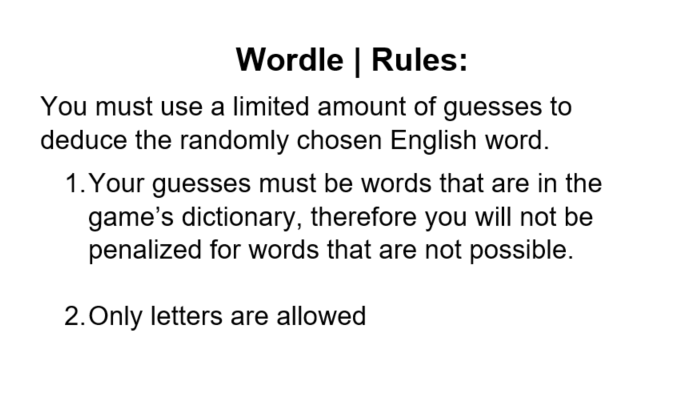 Wordle | Rules:
You must use a limited amount of guesses to
deduce the randomly chosen English word.
1.Your guesses must be words that are in the
game’s dictionary, therefore you will not be
penalized for words that are not possible.
2.Only letters are allowed